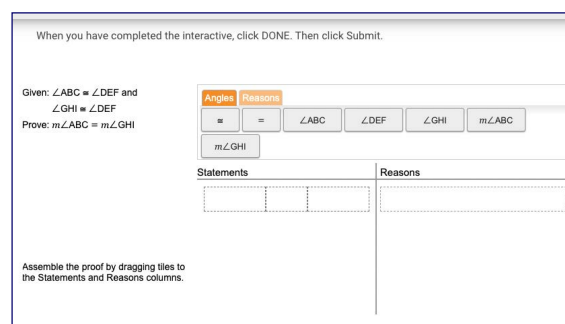 When you have completed the interactive, click DONE. Then click Submit.
Given: ∠ABC ≅ ∠DEF and
∠GHI ≅ ∠DEF
Prove: m∠ABC = m∠GHI
Angles Reasons
≅ = ∠ABC ∠DEF ∠GHI m∠ABC
m∠GHI
Statements Reasons
Assemble the proof by dragging tiles to
the Statements and Reasons columns.